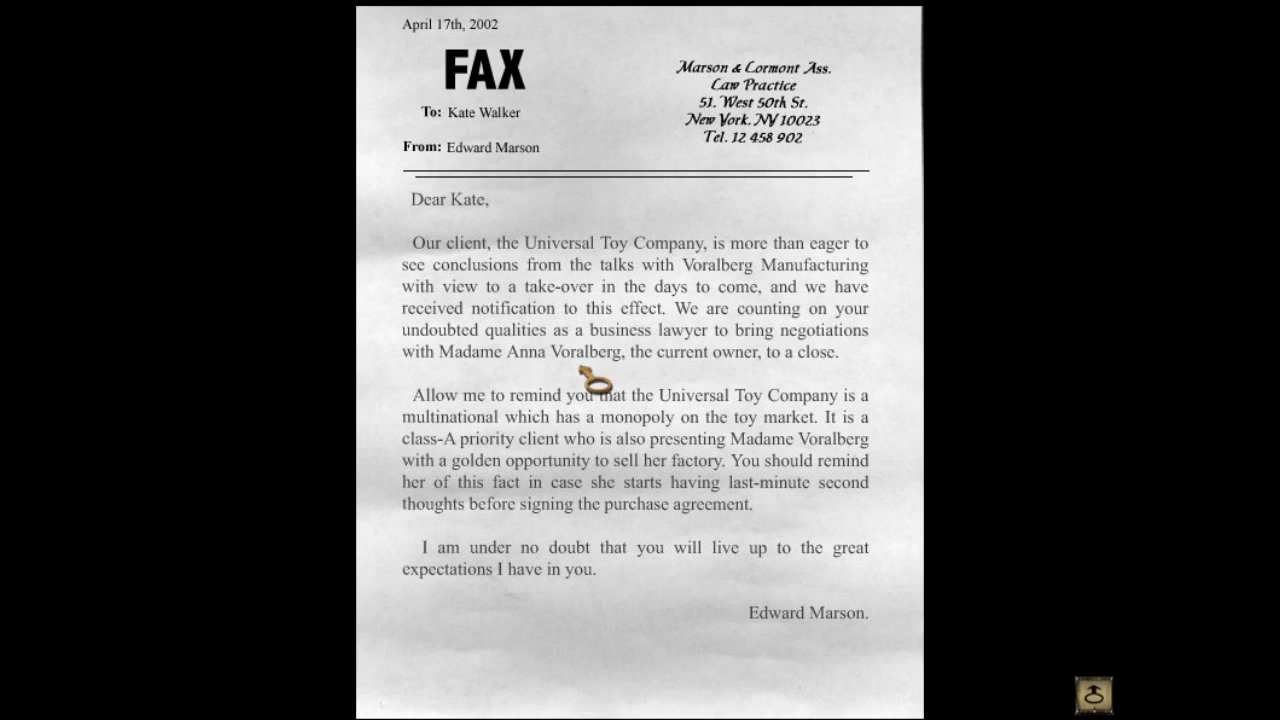 April 17th, 2002
FAX
To: Kate Walker
From: Edward Marson
Marson & Lormont Ass.
Law Practice
51. West 50th St.
New York. NY 10023
Tel. 12 458 902
Dear Kate,
Our client, the Universal Toy Company, is more than eager to
see conclusions from the talks with Voralberg Manufacturing
with view to a take-over in the days to come, and we have
received notification to this effect. We are counting on your
undoubted qualities as a business lawyer to bring negotiations
with Madame Anna Voralberg, the current owner, to a close.
Allow me to remind you that the Universal Toy Company is a
multinational which has a monopoly on the toy market. It is a
class-A priority client who is also presenting Madame Voralberg
with a golden opportunity to sell her factory. You should remind
her of this fact in case she starts having last-minute second
thoughts before signing the purchase agreement.
I am under no doubt that you will live up to the great
expectations I have in you.
Edward Marson.